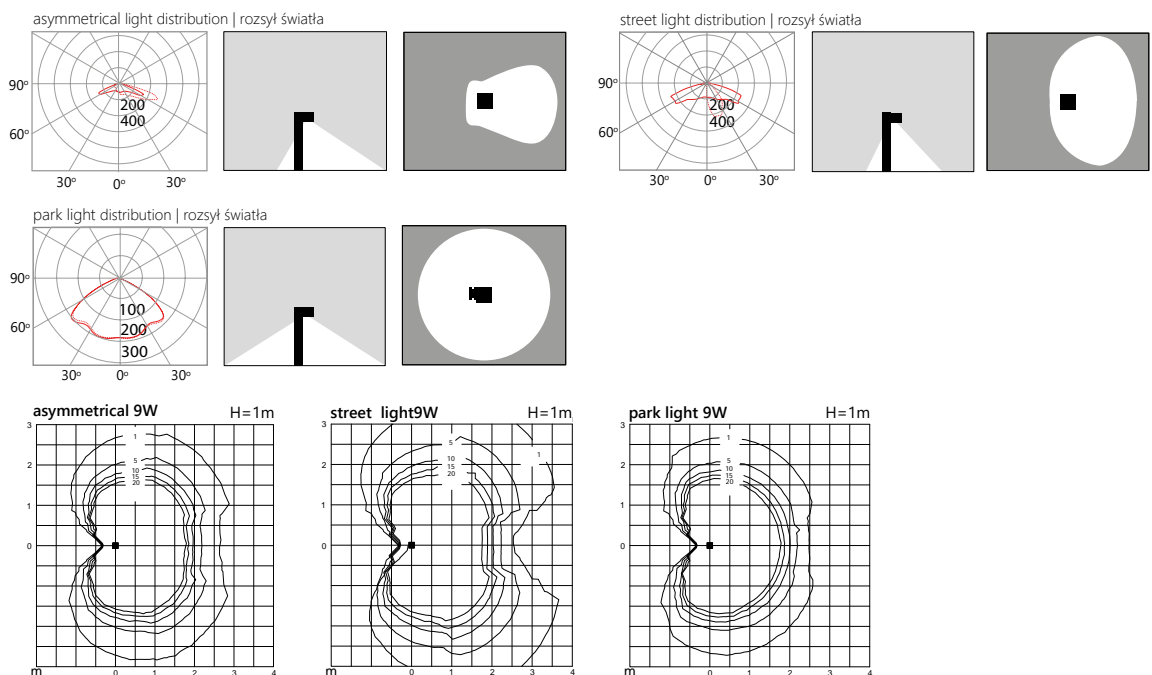 asymmetrical light distribution | rozsył światła
90º
60º
200
400
30º 0º 30º
street light distribution | rozsył światła
90º
60º
200
400
30º 0º 30º
park light distribution | rozsył światła
90º
60º
100
200
300
30º 0º 30º
asymmetrical 9W H=1m
3
2
1
0
1
5
10
15
20
m 0 1 2 3 4
street light9W H=1m
3
2
1
0
5
10
15
20
1
m 0 1 2 3 4
park light 9W H=1m
3
2
1
0
1
5
10
15
20
m 0 1 2 3 4